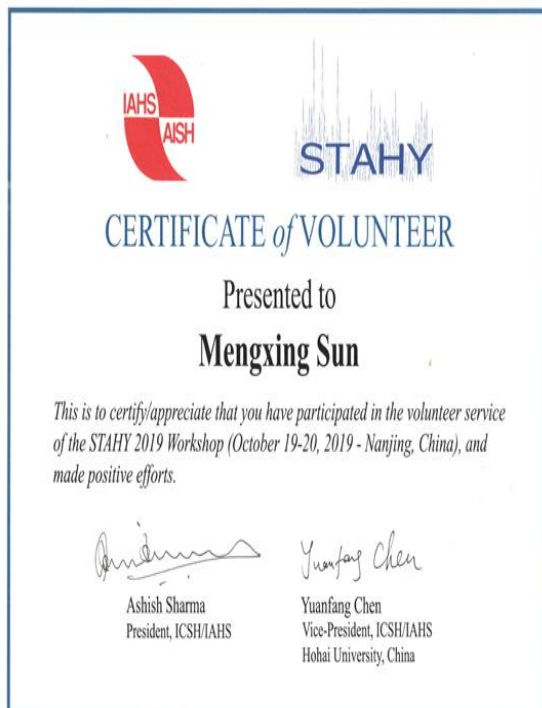 IAHS
AISH
STAHY
CERTIFICATE of VOLUNTEER
Presented to
Mengxing Sun
This is to certify/appreciate that you have participated in the volunteer service
of the STAHY 2019 Workshop (October 19-20, 2019 - Nanjing, China), and
made positive efforts.
Yuanfang Chen
Ashish Sharma
President, ICSH/IAHS
Yuanfang Chen
Vice-President, ICSH/IAHS
Hohai University, China